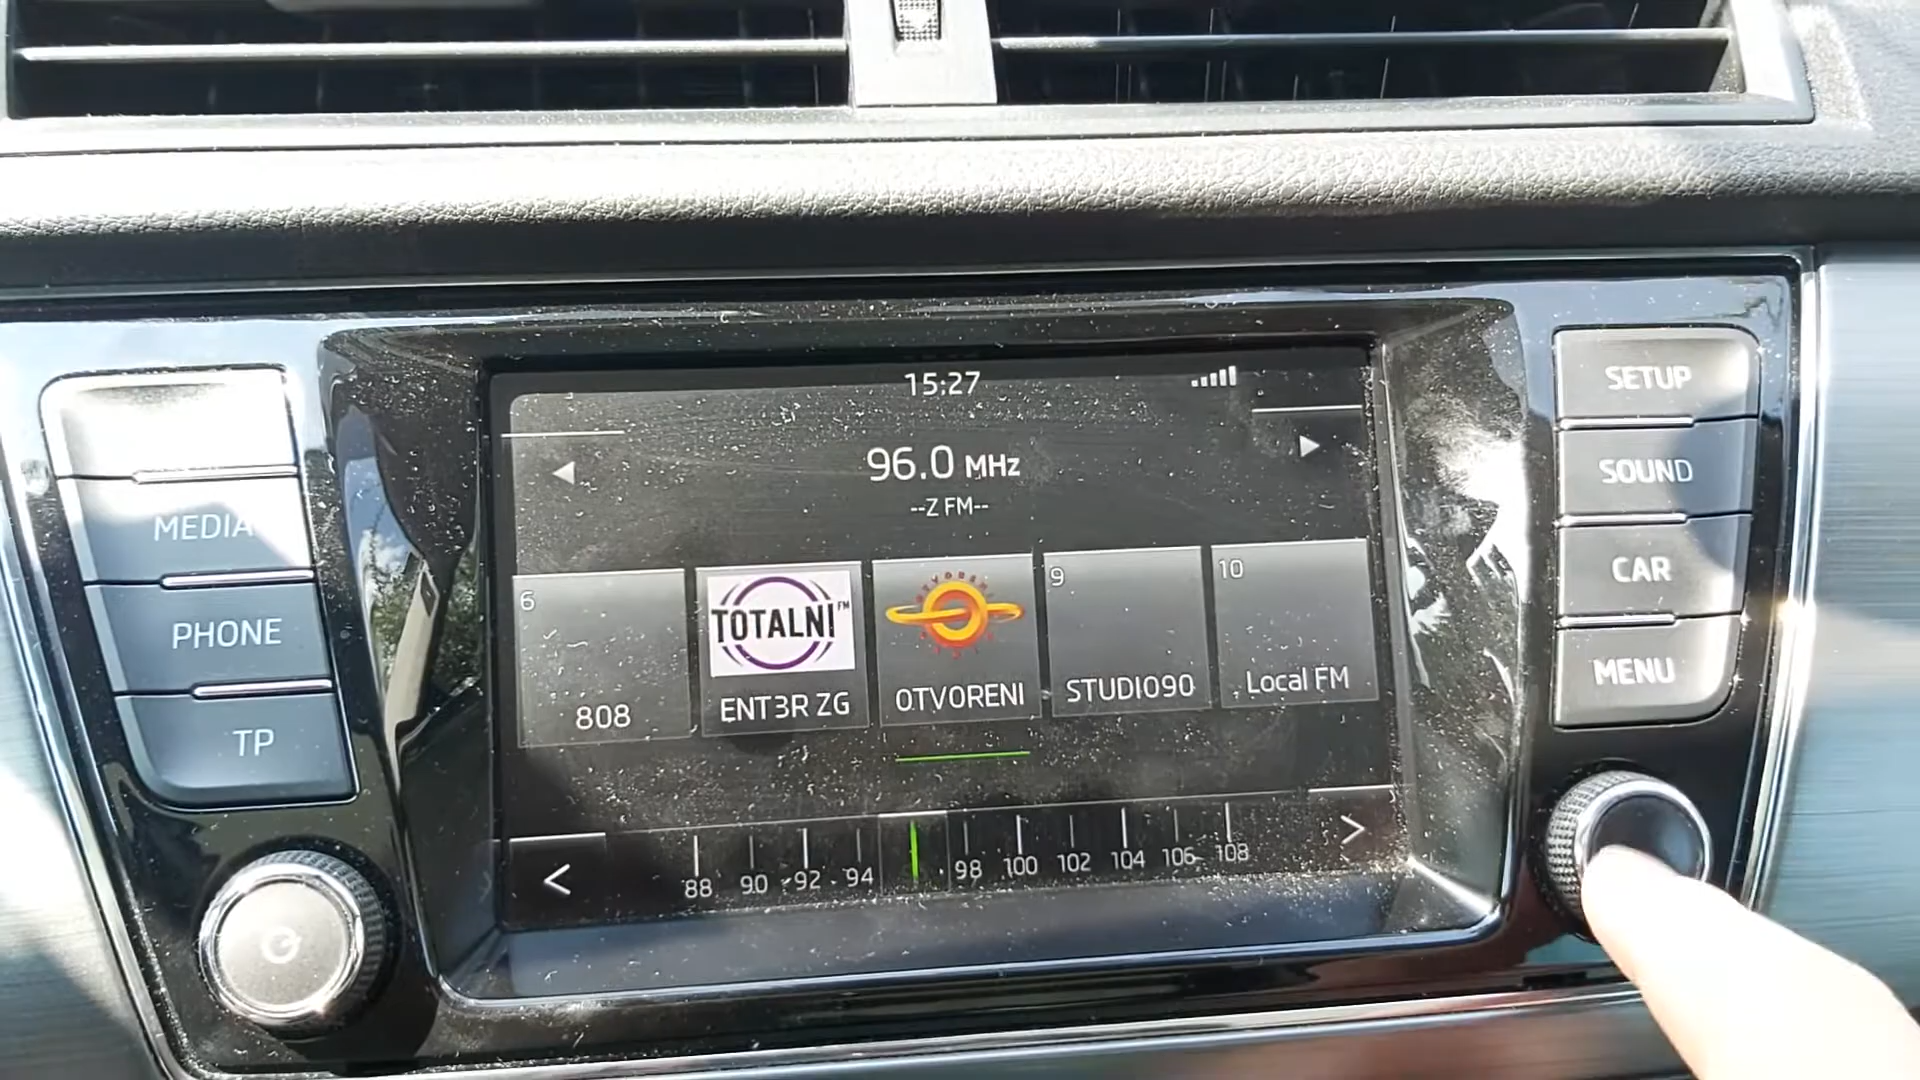 15:27
96.0 MHz
--Z FM--
6
808
TOTALNI™
ENT3R ZG
OTVORENI
9
STUDIO90
10
Local FM
88 90 92 94 98 100 102 104 106 108
MEDIA
PHONE
TP
SETUP
SOUND
CAR
MENU